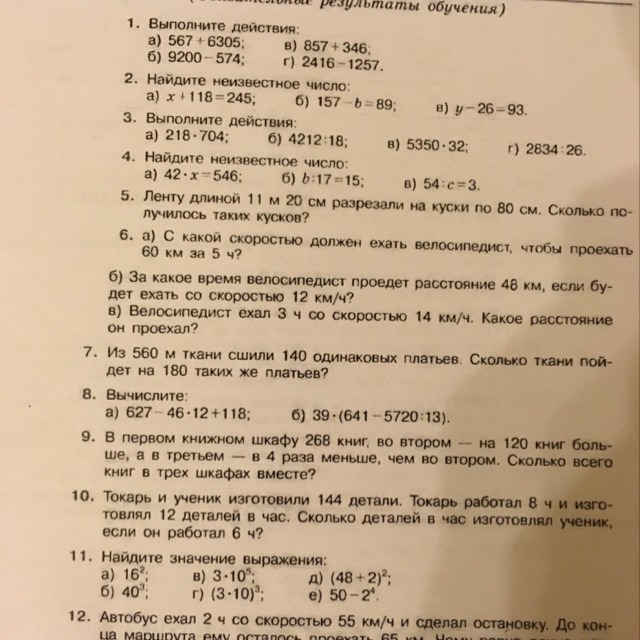 результаты обучения)
1. Выполните действия:
а) 567 + 6305; в) 857 + 346;
б) 9200 − 574; г) 2416 − 1257.
2. Найдите неизвестное число:
а) x + 118 = 245; б) 157 − b = 89; в) y − 26 = 93.
3. Выполните действия:
а) 218 · 704; б) 4212 : 18; в) 5350 · 32; г) 2834 : 26.
4. Найдите неизвестное число:
а) 42 · x = 546; б) b : 17 = 15; в) 54 : c = 3.
5. Ленту длиной 11 м 20 см разрезали на куски по 80 см. Сколько по-
лучилось таких кусков?
6. а) С какой скоростью должен ехать велосипедист, чтобы проехать
60 км за 5 ч?
б) За какое время велосипедист проедет расстояние 48 км, если бу-
дет ехать со скоростью 12 км/ч?
в) Велосипедист ехал 3 ч со скоростью 14 км/ч. Какое расстояние
он проехал?
7. Из 560 м ткани сшили 140 одинаковых платьев. Сколько ткани пой-
дет на 180 таких же платьев?
8. Вычислите:
а) 627 − 46 · 12 + 118; б) 39 · (641 − 5720 : 13).
9. В первом книжном шкафу 268 книг, во втором — на 120 книг боль-
ше, а в третьем — в 4 раза меньше, чем во втором. Сколько всего
книг в трех шкафах вместе?
10. Токарь и ученик изготовили 144 детали. Токарь работал 8 ч и изго-
товлял 12 деталей в час. Сколько деталей в час изготовлял ученик,
если он работал 6 ч?
11. Найдите значение выражения:
а) 16²; в) 3 · 10⁵; д) (48 + 2)²;
б) 40³; г) (3 · 10)³; е) 50 − 2⁴.
12. Автобус ехал 2 ч со скоростью 55 км/ч и сделал остановку. До кон-
ца маршрута ему осталось проехать 65 км.